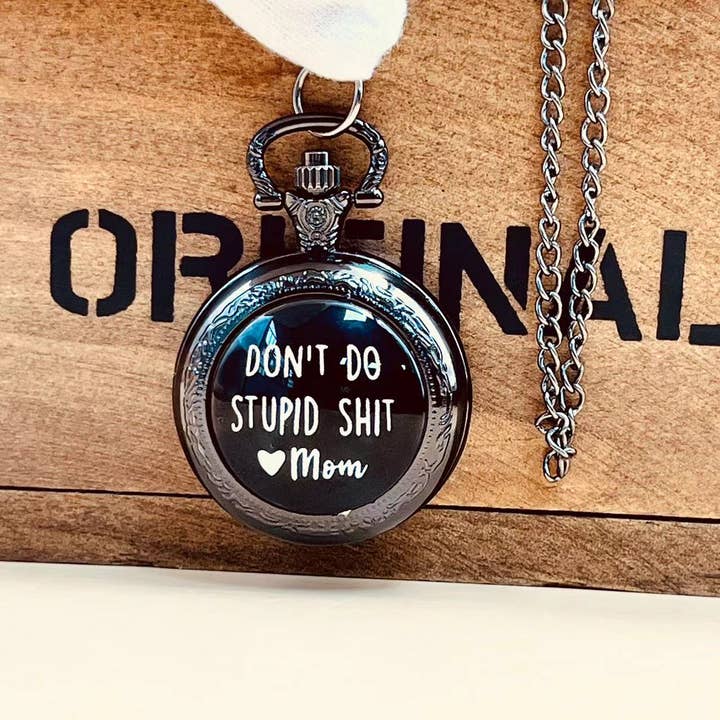 ORIGINAL
DON'T DO
STUPID SHIT
♥Mom